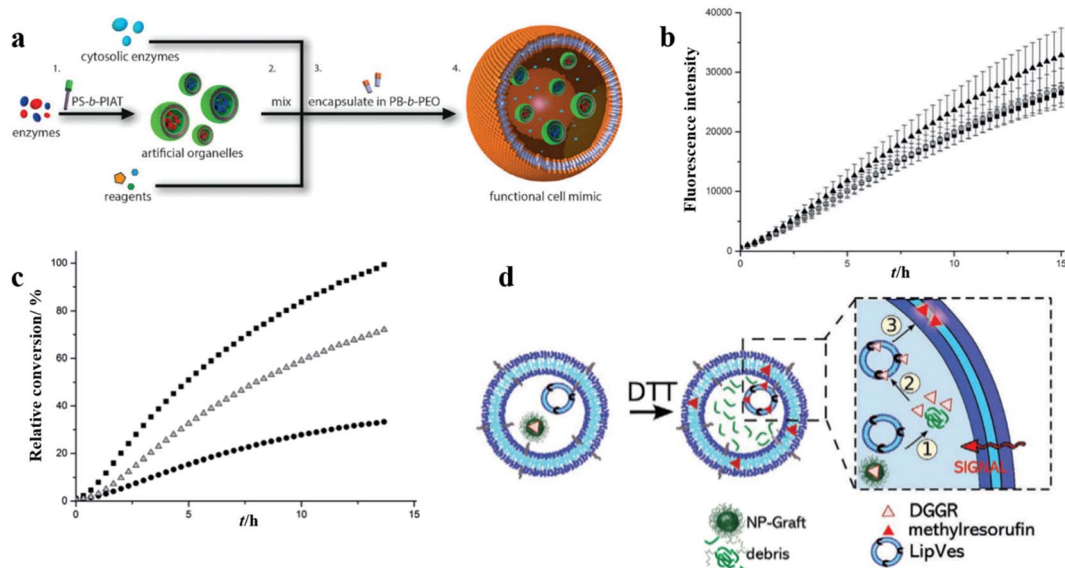 a
cytosolic enzymes
1.
2.
3.
4.
PS-b-PIAT
mix
encapsulate in PB-b-PEO
enzymes
artificial organelles
reagents
functional cell mimic
b
Fluorescence intensity
40000
30000
20000
10000
0
0
5
10
15
t/h
c
Relative conversion/ %
100
80
60
40
20
0
0
5
10
15
t/h
d
DTT
3
2
1
SIGNAL
NP-Graft
debris
DGGR
methylresorufin
LipVes